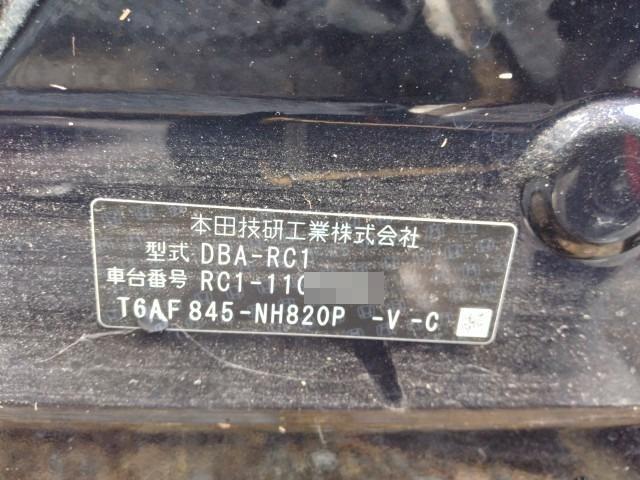 本田技研工業株式会社
型式 DBA-RC1
車台番号 RC1-110
T6AF 845-NH820P -V -C